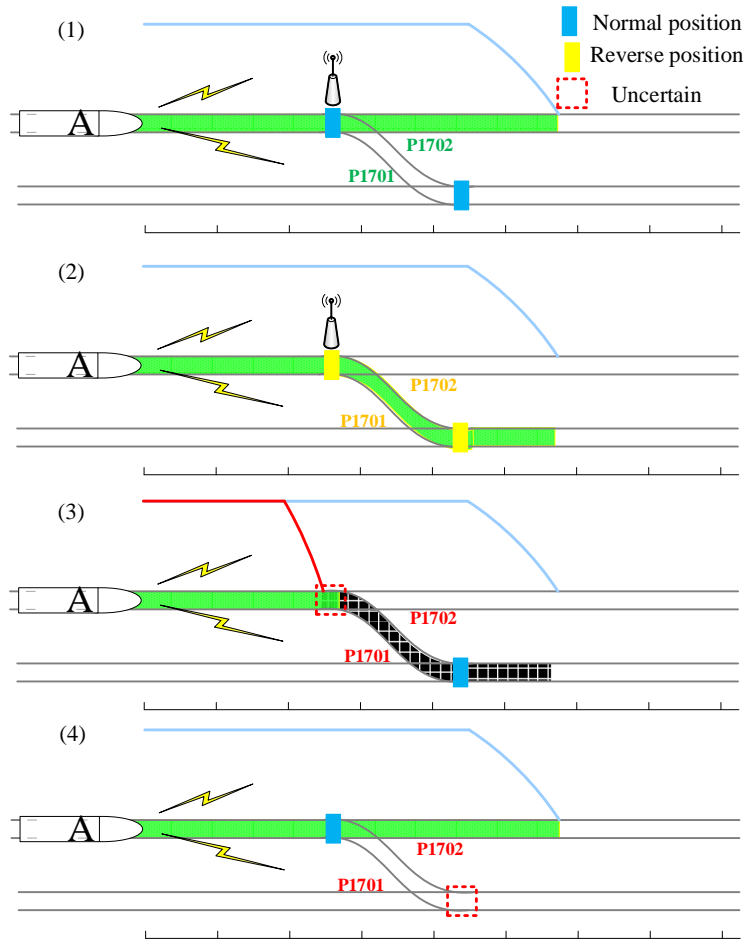 (1)
Normal position
Reverse position
Uncertain
A
P1702
P1701
(2)
A
P1702
P1701
(3)
A
P1702
P1701
(4)
A
P1702
P1701